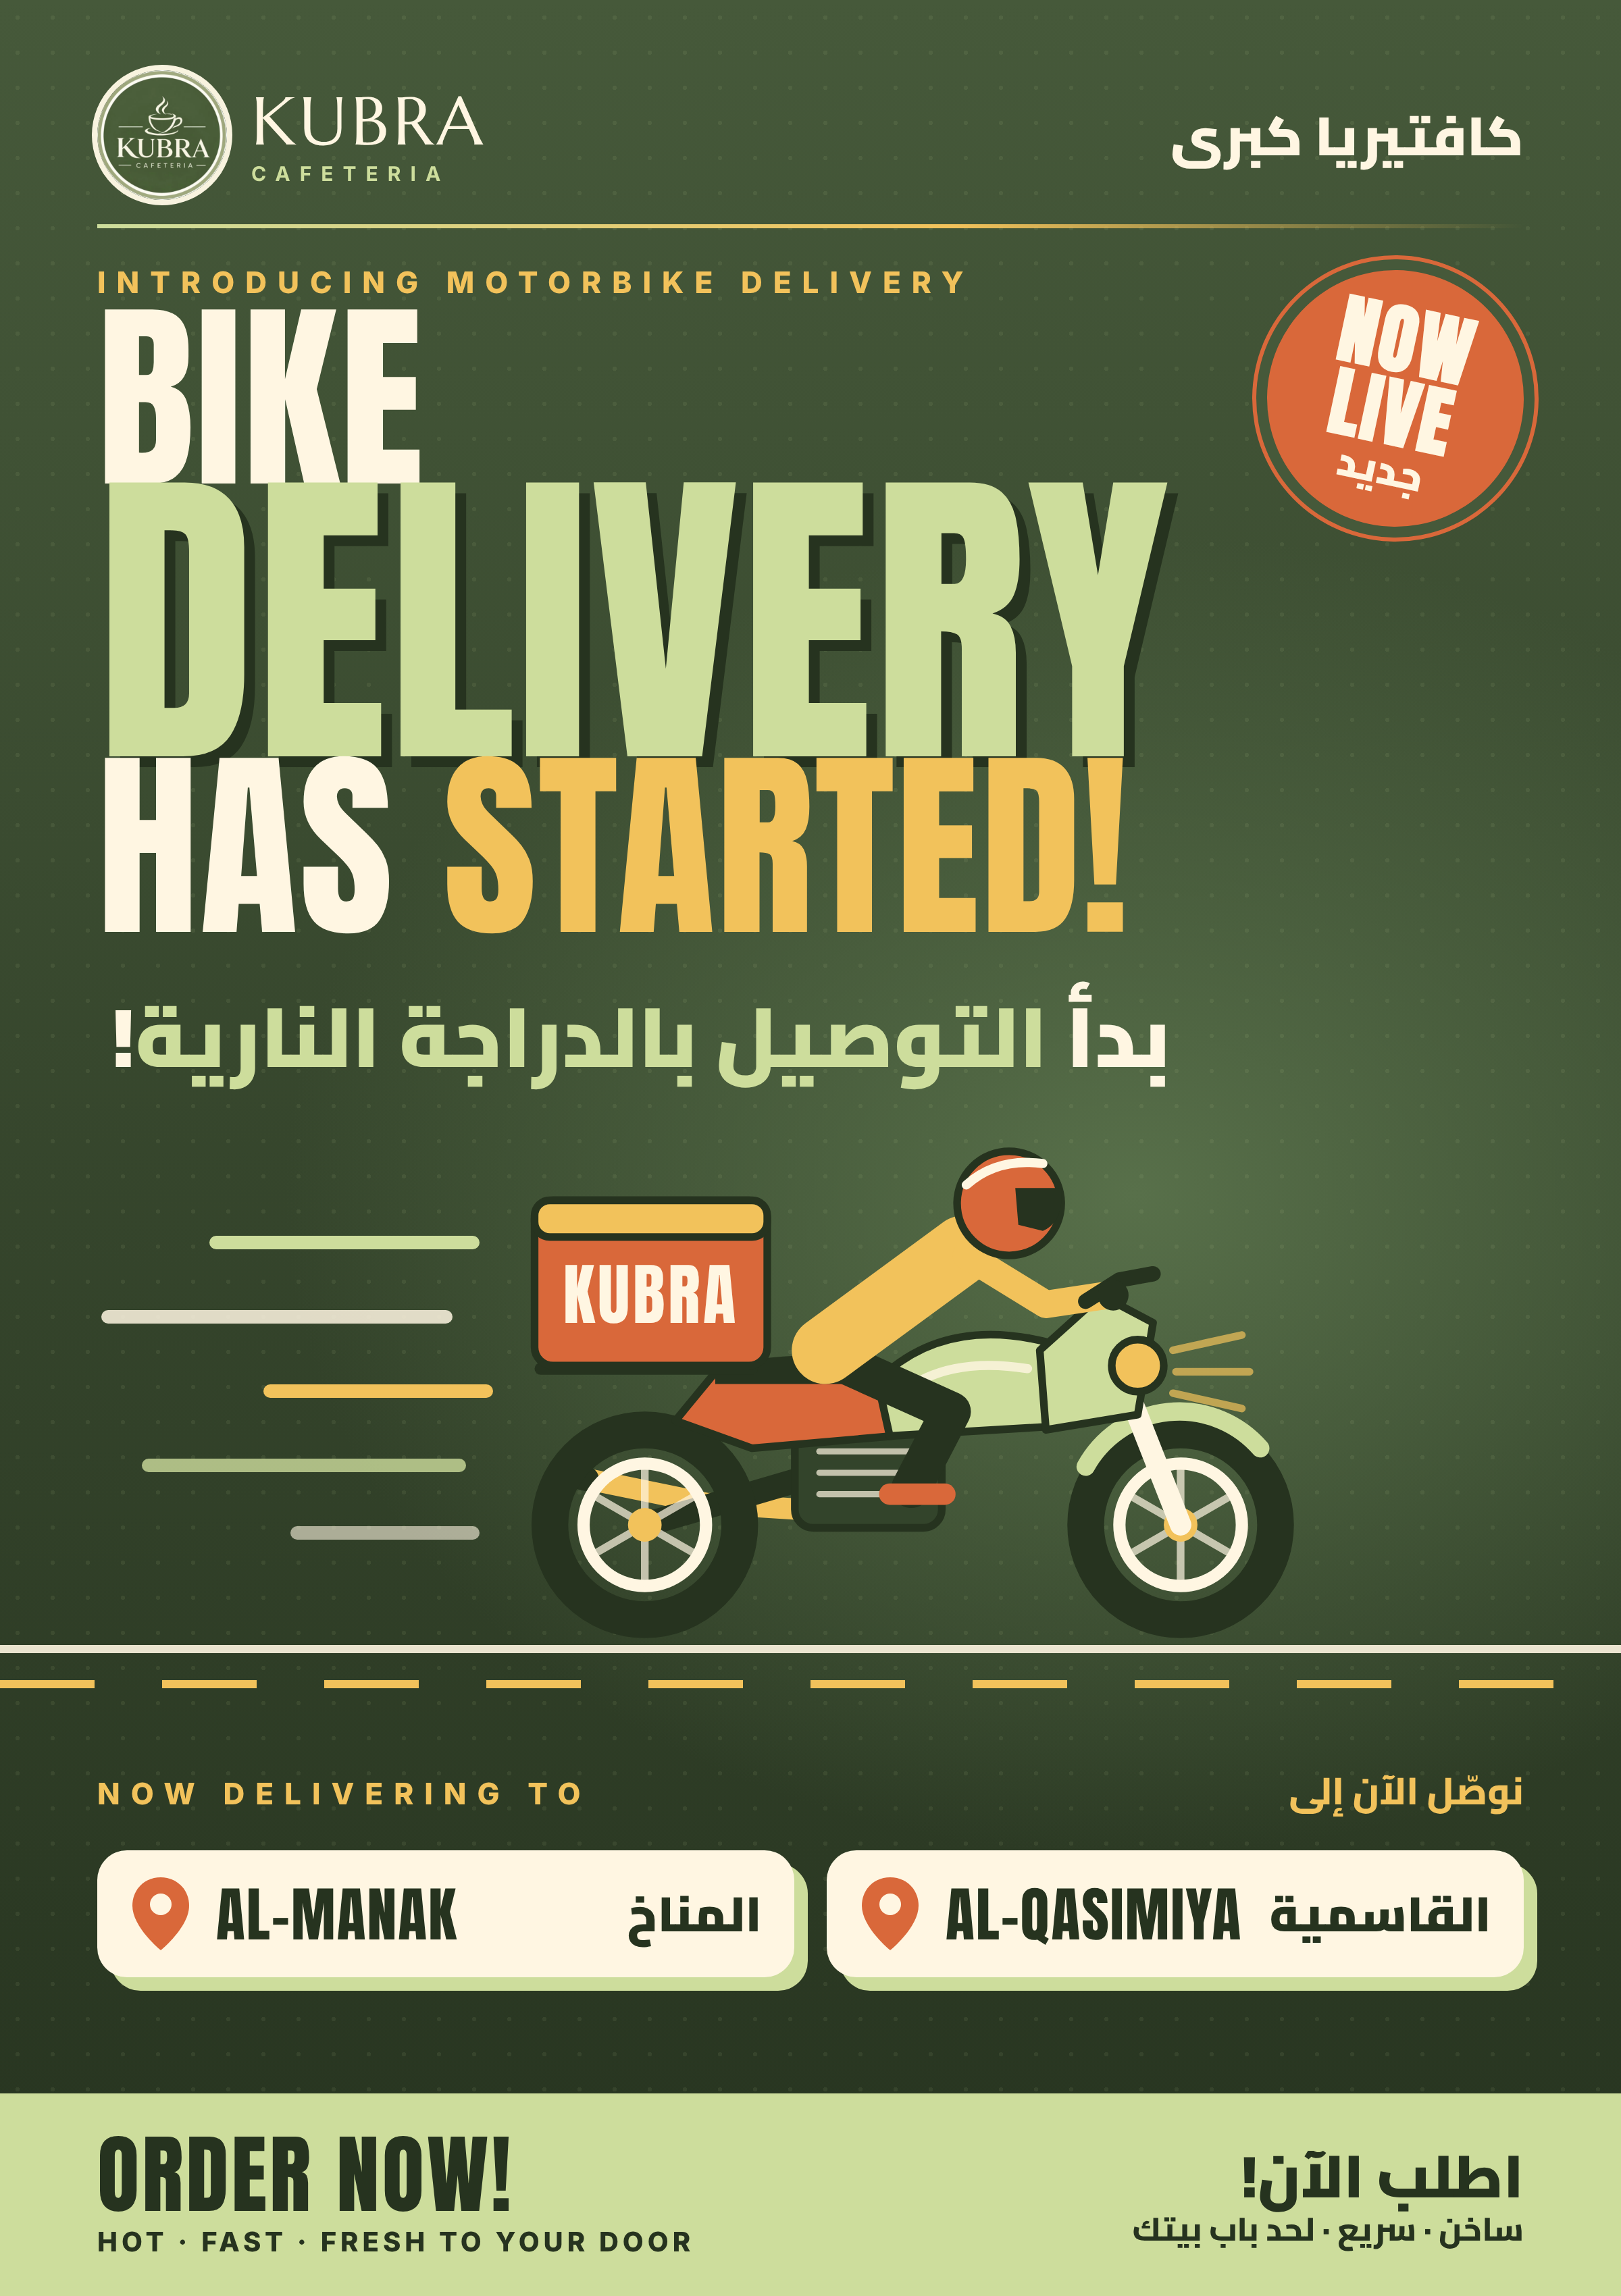 KUBRA
CAFETERIA
KUBRA
CAFETERIA
كافتيريا كبرى
INTRODUCING MOTORBIKE DELIVERY
NOW
LIVE
جديد
BIKE
DELIVERY
HAS STARTED!
بدأ التوصيل بالدراجة النارية!
KUBRA
NOW DELIVERING TO
نوصّل الآن إلى
AL-MANAK
المناخ
AL-QASIMIYA
القاسمية
ORDER NOW!
HOT · FAST · FRESH TO YOUR DOOR
اطلب الآن!
ساخن · سريع · لحد باب بيتك